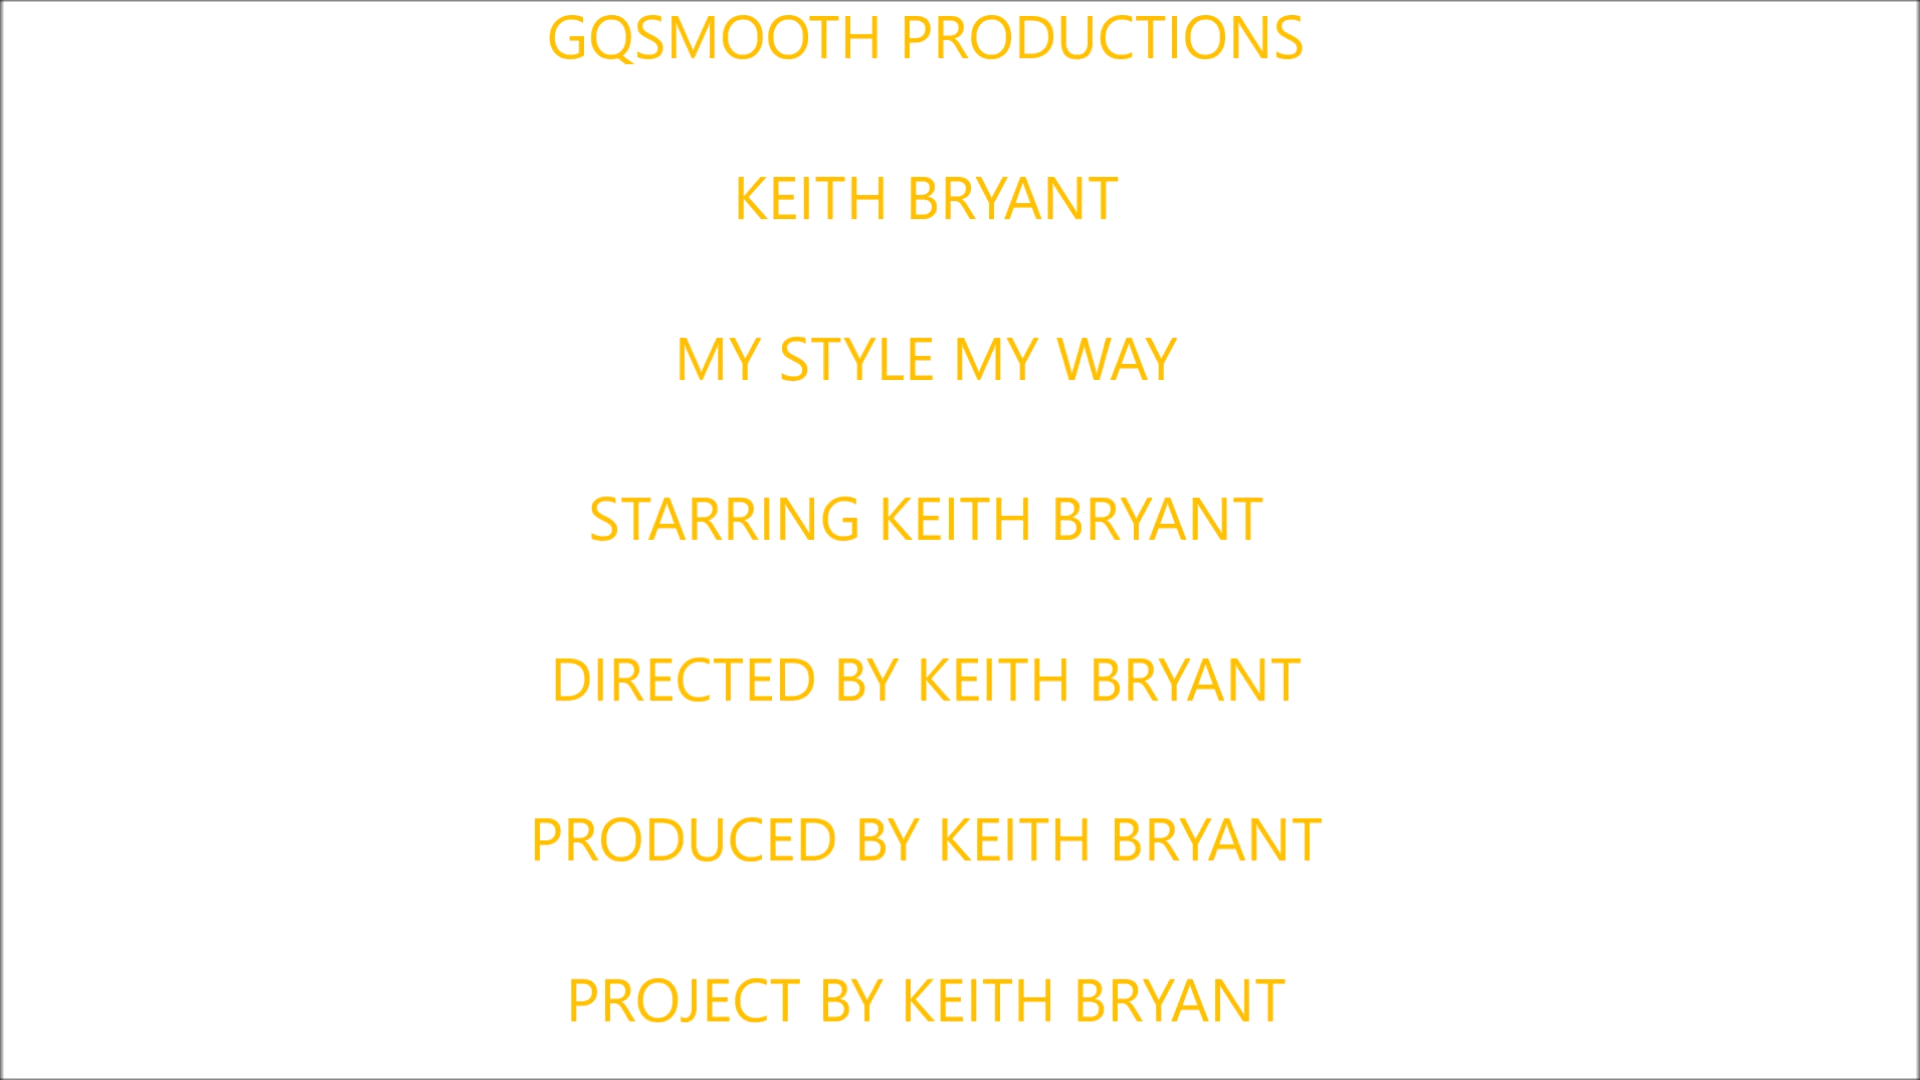 GQSMOOTH PRODUCTIONS
KEITH BRYANT
MY STYLE MY WAY
STARRING KEITH BRYANT
DIRECTED BY KEITH BRYANT
PRODUCED BY KEITH BRYANT
PROJECT BY KEITH BRYANT